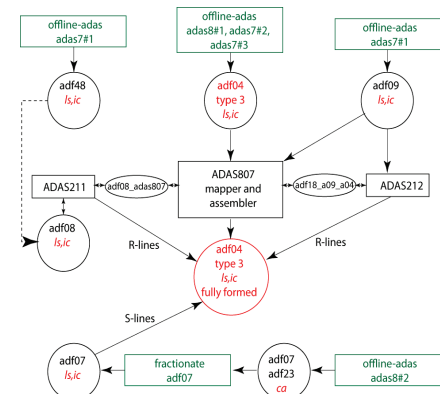 offline-adas
adas7#1
offline-adas
adas8#1, adas7#2,
adas7#3
offline-adas
adas7#1
adf48
ls,ic
adf04
type 3
ls,ic
adf09
ls,ic
ADAS211
adf08_adas807
ADAS807
mapper and
assembler
adf18_a09_a04
ADAS212
adf08
ls,ic
R-lines
adf04
type 3
ls,ic
fully formed
R-lines
S-lines
adf07
ls,ic
fractionate
adf07
adf07
adf23
ca
offline-adas
adas8#2